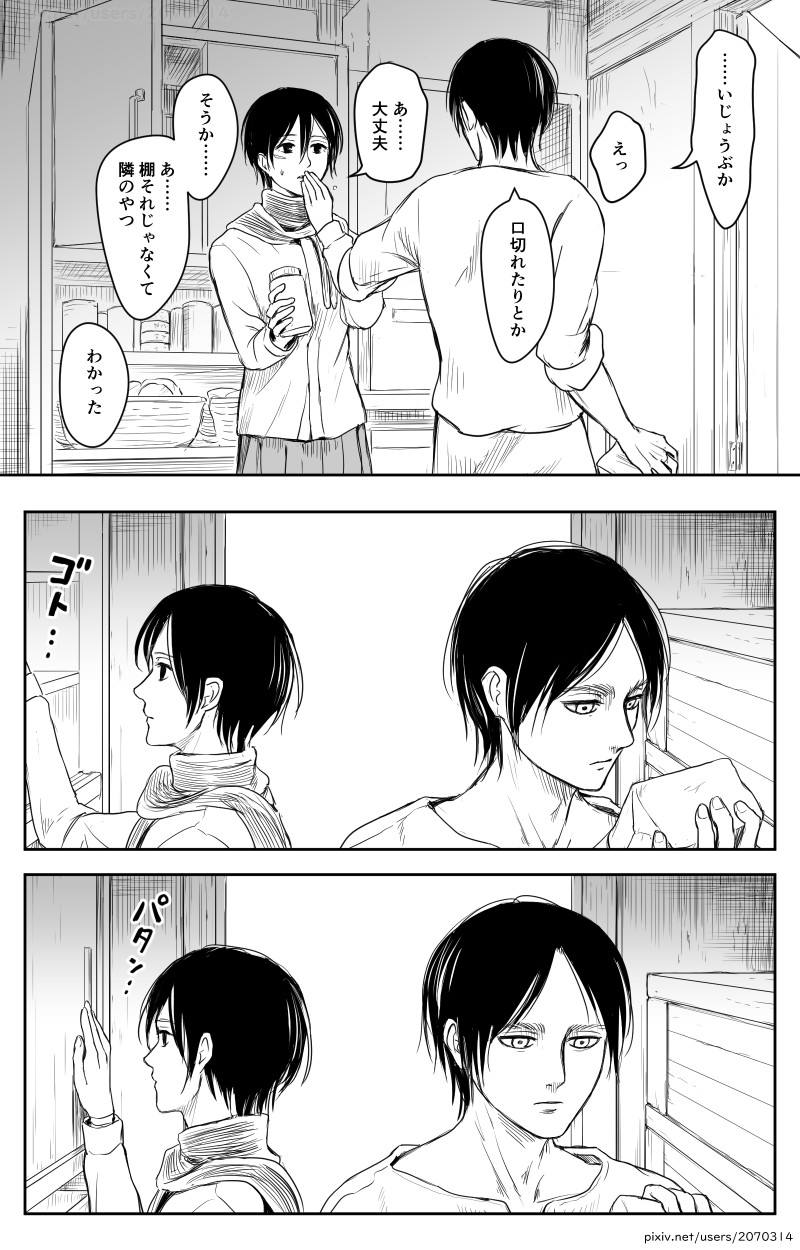 ……いじょうぶか
えっ
口切れたりとか
あ……
大丈夫
そうか……
あ……
棚それじゃなくて
隣のやつ
わかった
ゴト…
パタン…
pixiv.net/users/2070314